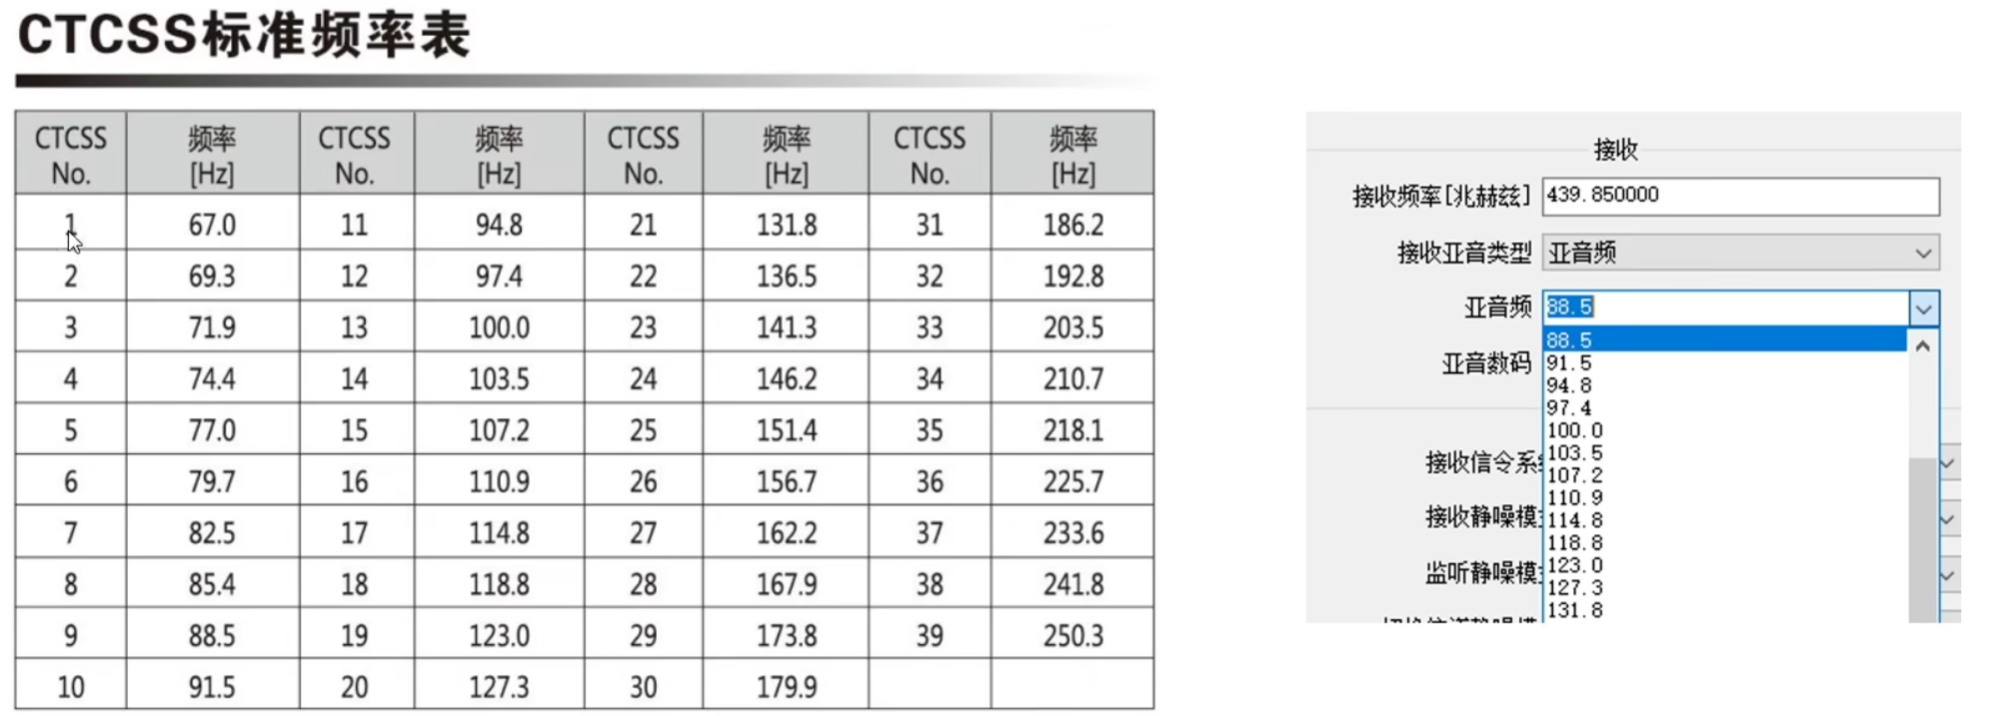 CTCSS标准频率表
CTCSS No. 频率 [Hz] CTCSS No. 频率 [Hz] CTCSS No. 频率 [Hz] CTCSS No. 频率 [Hz]
1 67.0 11 94.8 21 131.8 31 186.2
2 69.3 12 97.4 22 136.5 32 192.8
3 71.9 13 100.0 23 141.3 33 203.5
4 74.4 14 103.5 24 146.2 34 210.7
5 77.0 15 107.2 25 151.4 35 218.1
6 79.7 16 110.9 26 156.7 36 225.7
7 82.5 17 114.8 27 162.2 37 233.6
8 85.4 18 118.8 28 167.9 38 241.8
9 88.5 19 123.0 29 173.8 39 250.3
10 91.5 20 127.3 30 179.9
接收
接收频率[兆赫兹] 439.850000
接收亚音类型 亚音频
亚音频 88.5
亚音数码
接收信令系
接收静噪模
监听静噪模
88.5
91.5
94.8
97.4
100.0
103.5
107.2
110.9
114.8
118.8
123.0
127.3
131.8